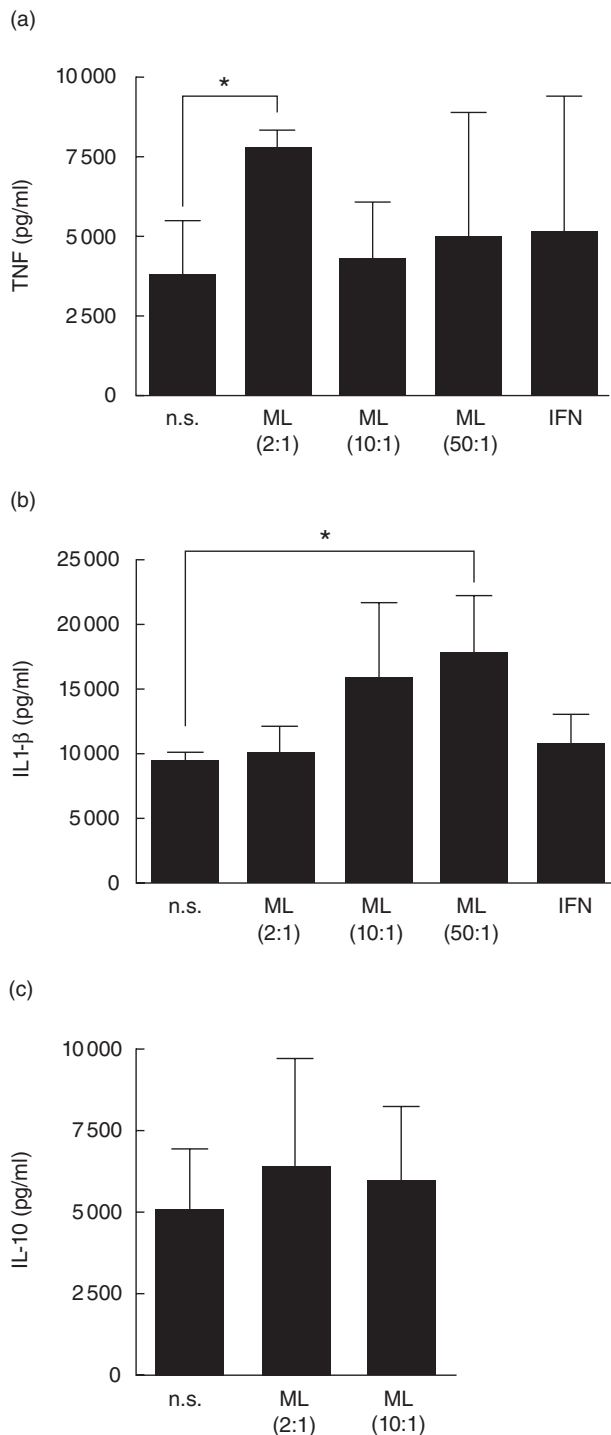 (a)
*
10 000
7 500
5 000
2 500
0
TNF (pg/ml)
n.s. ML ML ML IFN
(2:1) (10:1) (50:1)
(b)
*
25 000
20 000
15 000
10 000
5 000
0
IL1-β (pg/ml)
n.s. ML ML ML IFN
(2:1) (10:1) (50:1)
(c)
10 000
7 500
5 000
2 500
0
IL-10 (pg/ml)
n.s. ML ML
(2:1) (10:1)